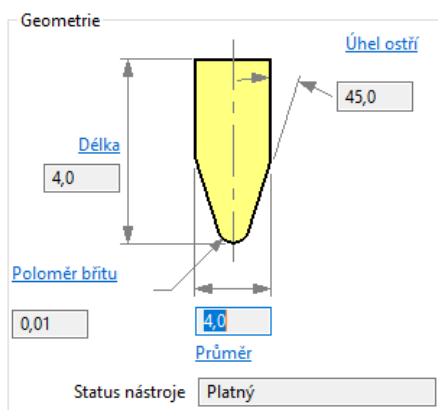 Geometrie
Úhel ostří
45,0
Délka
4,0
Poloměr břitu
0,01
4,0
Průměr
Status nástroje
Platný